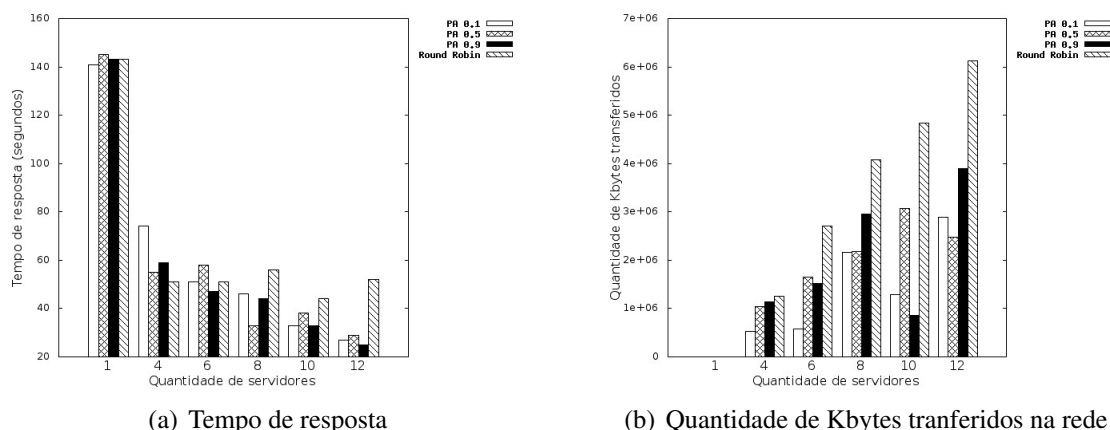 160
140
120
100
80
60
40
20
Tempo de resposta (segundos)
1 4 6 8 10 12
Quantidade de servidores
PA 0.1
PA 0.5
PA 0.9
Round Robin
(a) Tempo de resposta
7e+06
6e+06
5e+06
4e+06
3e+06
2e+06
1e+06
0
Quantidade de Kbytes transferidos
1 4 6 8 10 12
Quantidade de servidores
PA 0.1
PA 0.5
PA 0.9
Round Robin
(b) Quantidade de Kbytes tranferidos na rede